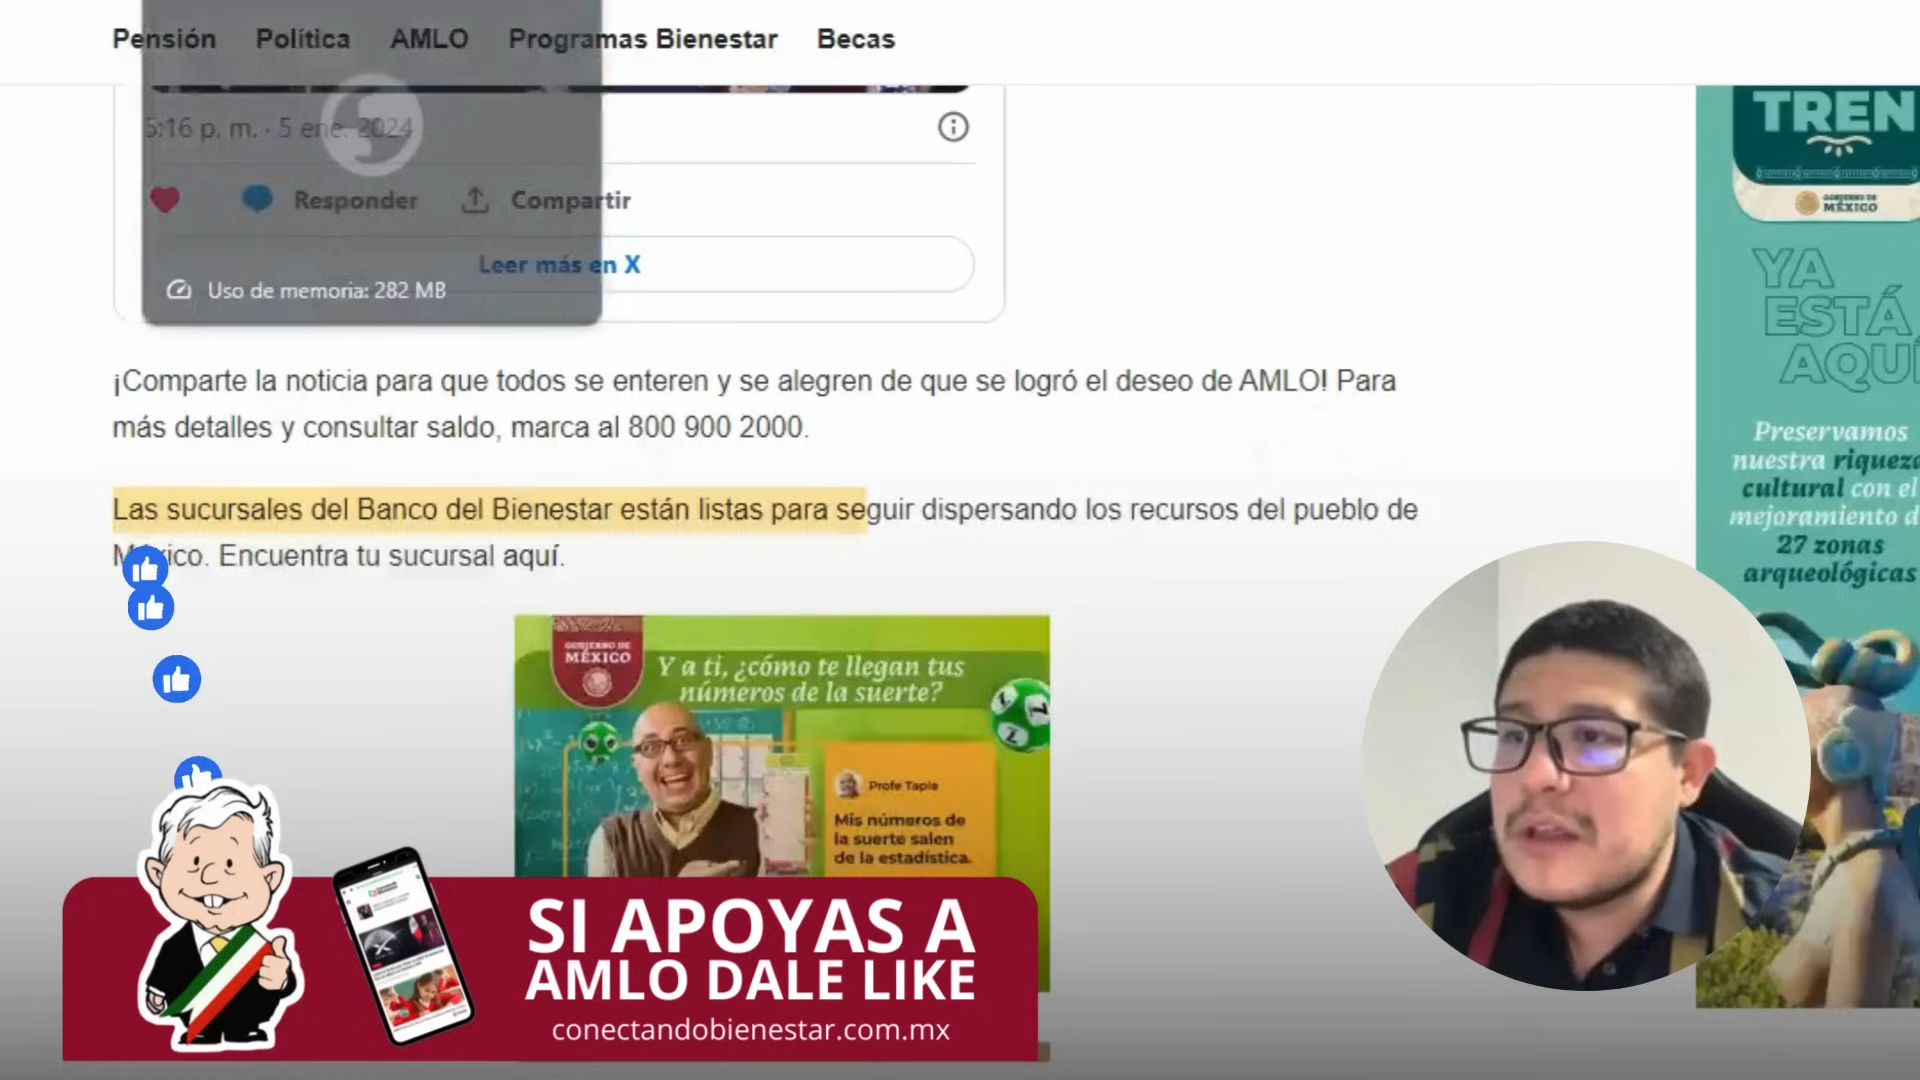 Pensión Política AMLO Programas Bienestar Becas
5:16 p. m. · 5 ene. 2024
Responder Compartir
Leer más en X
Uso de memoria: 282 MB
¡Comparte la noticia para que todos se enteren y se alegren de que se logró el deseo de AMLO! Para
más detalles y consultar saldo, marca al 800 900 2000.
Las sucursales del Banco del Bienestar están listas para seguir dispersando los recursos del pueblo de
México. Encuentra tu sucursal aquí.
GOBIERNO DE
MÉXICO
Y a ti, ¿cómo te llegan tus
números de la suerte?
Profe Tapia
Mis números de
la suerte salen
de la estadística.
SI APOYAS A
AMLO DALE LIKE
conectandobienestar.com.mx
TREN
GOBIERNO DE
MÉXICO
YA
ESTÁ
AQUÍ
Preservamos
nuestra riqueza
cultural con el
mejoramiento d
27 zonas
arqueológicas